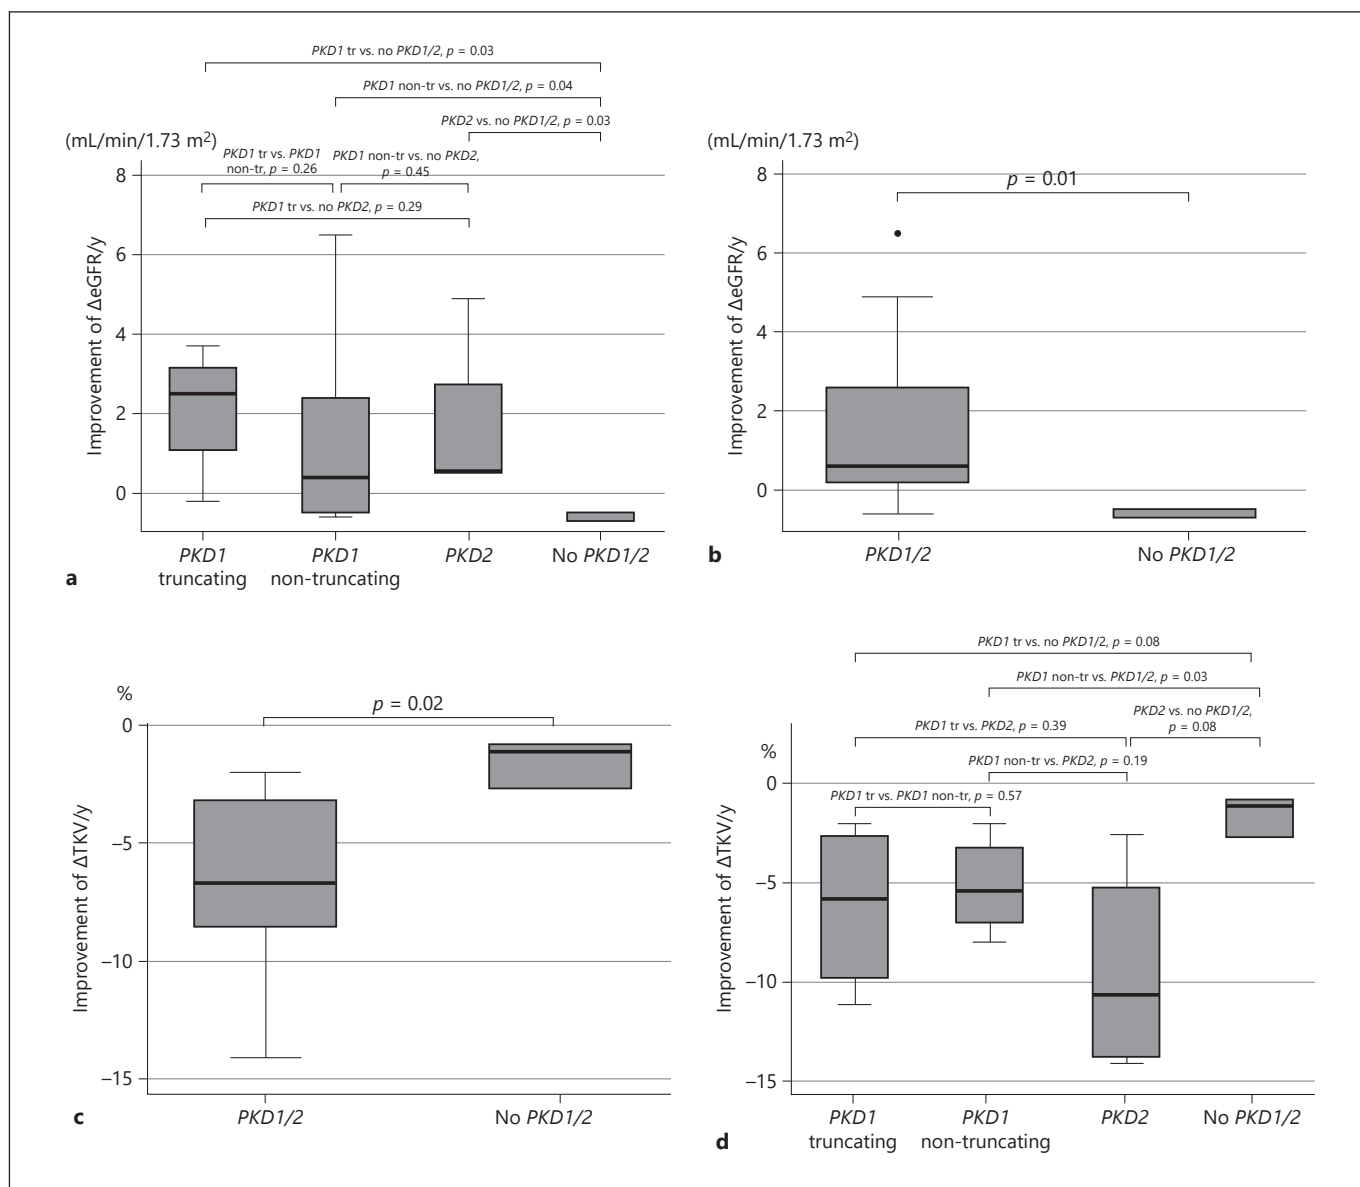 PKD1 tr vs. no PKD1/2, p = 0.03
PKD1 non-tr vs. no PKD1/2, p = 0.04
PKD2 vs. no PKD1/2, p = 0.03
(mL/min/1.73 m²)
PKD1 tr vs. PKD1
non-tr, p = 0.26
PKD1 non-tr vs. no PKD2,
p = 0.45
PKD1 tr vs. no PKD2, p = 0.29
Improvement of ΔeGFR/y
8
6
4
2
0
PKD1
truncating
PKD1
non-truncating
PKD2
No PKD1/2
a
(mL/min/1.73 m²)
p = 0.01
Improvement of ΔeGFR/y
8
6
4
2
0
PKD1/2
No PKD1/2
b
%
p = 0.02
Improvement of ΔTKV/y
0
–5
–10
–15
PKD1/2
No PKD1/2
c
PKD1 tr vs. no PKD1/2, p = 0.08
PKD1 non-tr vs. PKD1/2, p = 0.03
PKD2 vs. no PKD1/2,
p = 0.08
PKD1 tr vs. PKD2, p = 0.39
PKD1 non-tr vs. PKD2, p = 0.19
PKD1 tr vs. PKD1 non-tr, p = 0.57
%
Improvement of ΔTKV/y
0
–5
–10
–15
PKD1
truncating
PKD1
non-truncating
PKD2
No PKD1/2
d